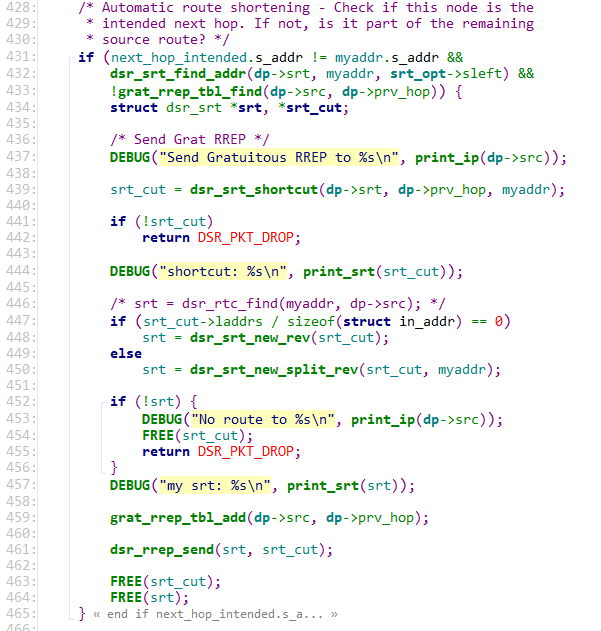 428: /* Automatic route shortening - Check if this node is the
429: * intended next hop. If not, is it part of the remaining
430: * source route? */
431: if (next_hop_intended.s_addr != myaddr.s_addr &&
432: dsr_srt_find_addr(dp->srt, myaddr, srt_opt->sleft) &&
433: !grat_rrep_tbl_find(dp->src, dp->prv_hop)) {
434: struct dsr_srt *srt, *srt_cut;
435:
436: /* Send Grat RREP */
437: DEBUG("Send Gratuitous RREP to %s\n", print_ip(dp->src));
438:
439: srt_cut = dsr_srt_shortcut(dp->srt, dp->prv_hop, myaddr);
440:
441: if (!srt_cut)
442: return DSR_PKT_DROP;
443:
444: DEBUG("shortcut: %s\n", print_srt(srt_cut));
445:
446: /* srt = dsr_rtc_find(myaddr, dp->src); */
447: if (srt_cut->laddrs / sizeof(struct in_addr) == 0)
448: srt = dsr_srt_new_rev(srt_cut);
449: else
450: srt = dsr_srt_new_split_rev(srt_cut, myaddr);
451:
452: if (!srt) {
453: DEBUG("No route to %s\n", print_ip(dp->src));
454: FREE(srt_cut);
455: return DSR_PKT_DROP;
456: }
457: DEBUG("my srt: %s\n", print_srt(srt));
458:
459: grat_rrep_tbl_add(dp->src, dp->prv_hop);
460:
461: dsr_rrep_send(srt, srt_cut);
462:
463: FREE(srt_cut);
464: FREE(srt);
465: } « end if next_hop_intended.s_a... »
466: